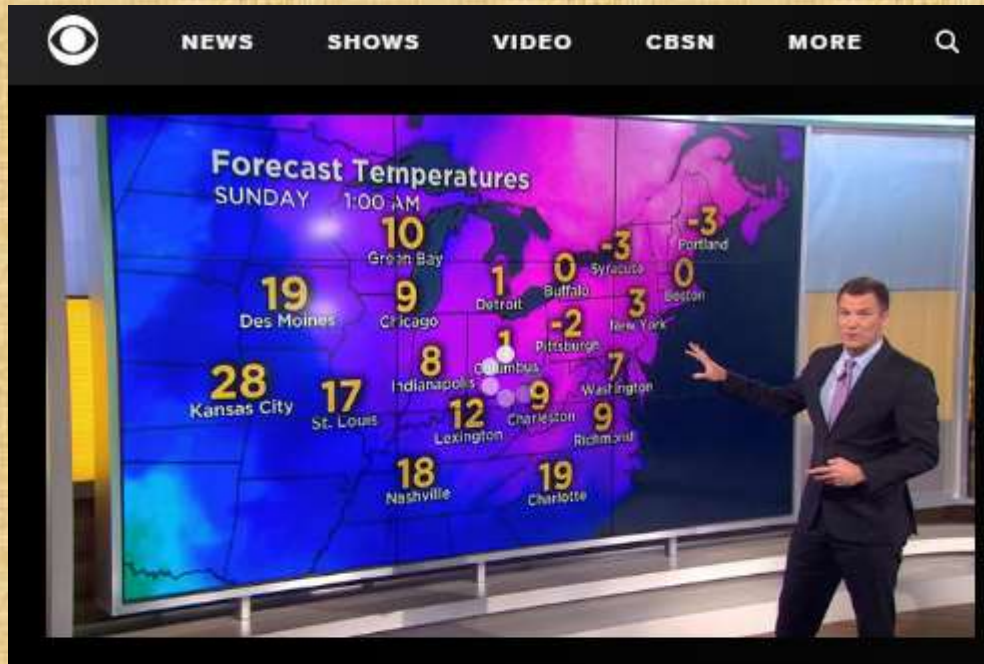 NEWS SHOWS VIDEO CBSN MORE
Forecast Temperatures
SUNDAY 1:00 AM
10
Green Bay
-3
Portland
-3
Syracuse
0
Buffalo
0
Boston
1
Detroit
19
Des Moines
9
Chicago
3
New York
-2
Pittsburgh
1
Columbus
8
Indianapolis
7
Washington
28
Kansas City
17
St. Louis
12
Lexington
9
Charleston
9
Richmond
18
Nashville
19
Charlotte